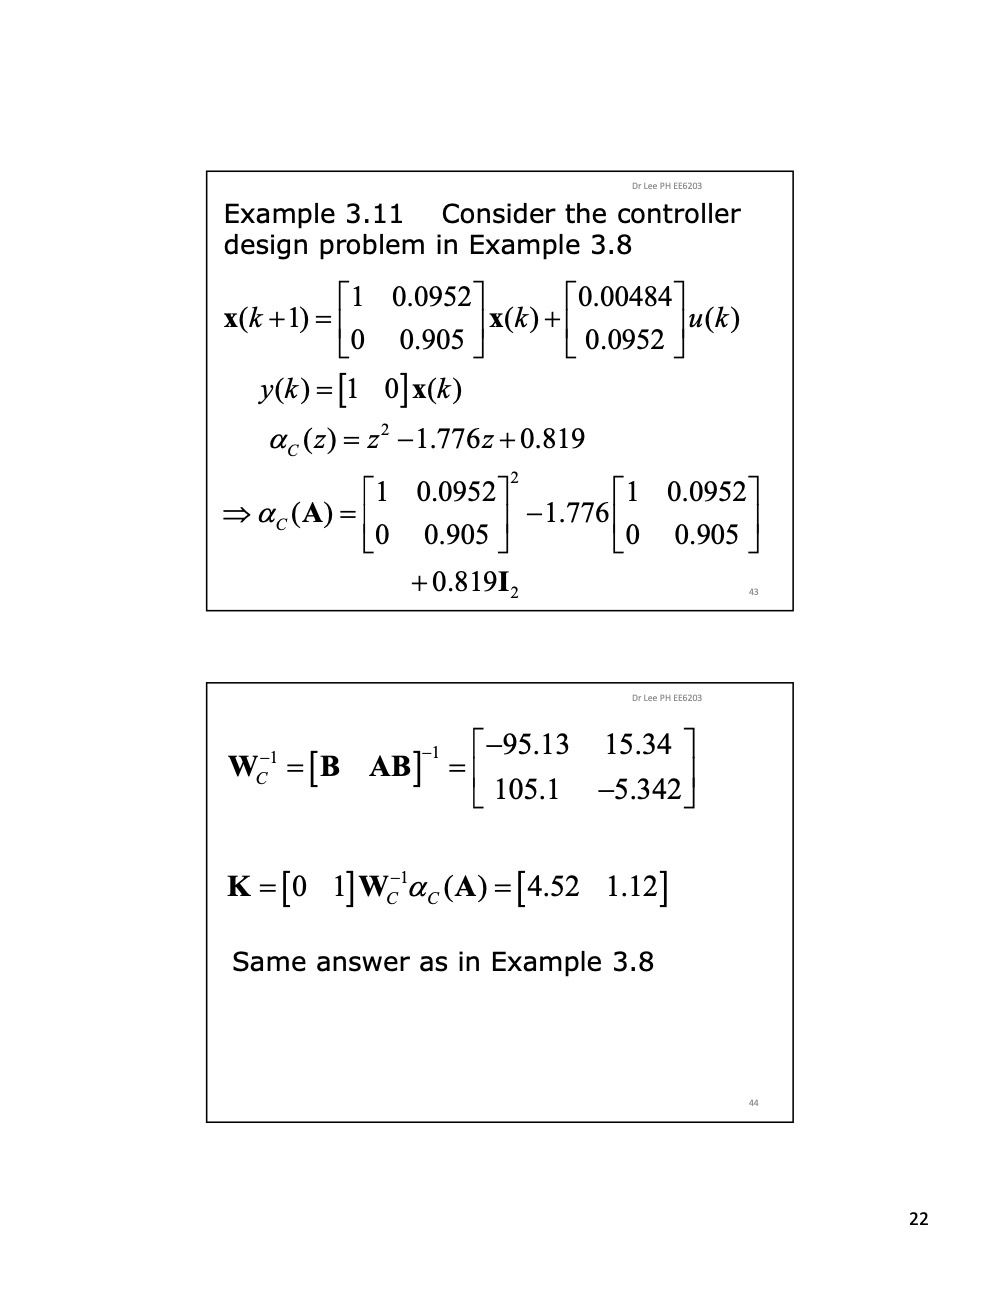 Dr Lee PH EE6203
Example 3.11 Consider the controller
design problem in Example 3.8
x(k+1) = [1 0.0952; 0 0.905] x(k) + [0.00484; 0.0952] u(k)
y(k) = [1 0] x(k)
α_C(z) = z² − 1.776z + 0.819
⇒ α_C(A) = [1 0.0952; 0 0.905]² − 1.776 [1 0.0952; 0 0.905]
+ 0.819I₂
43
Dr Lee PH EE6203
W_C⁻¹ = [B AB]⁻¹ = [−95.13 15.34; 105.1 −5.342]
K = [0 1] W_C⁻¹ α_C(A) = [4.52 1.12]
Same answer as in Example 3.8
44
22